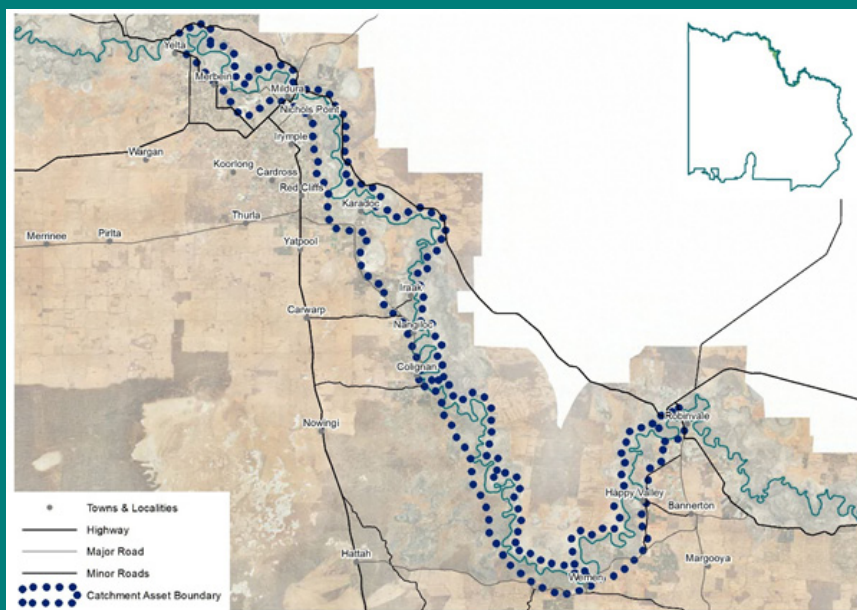 Yelta
Merbein
Mildura
Nichols Point
Irymple
Wargan
Koorlong
Cardross
Red Cliffs
Karadoc
Thurla
Merrinee
Pirlta
Yatpool
Iraak
Carwarp
Nangiloc
Colignan
Nowingi
Robinvale
Happy Valley
Bannerton
Hattah
Margooya
Wemen
Towns & Localities
Highway
Major Road
Minor Roads
Catchment Asset Boundary